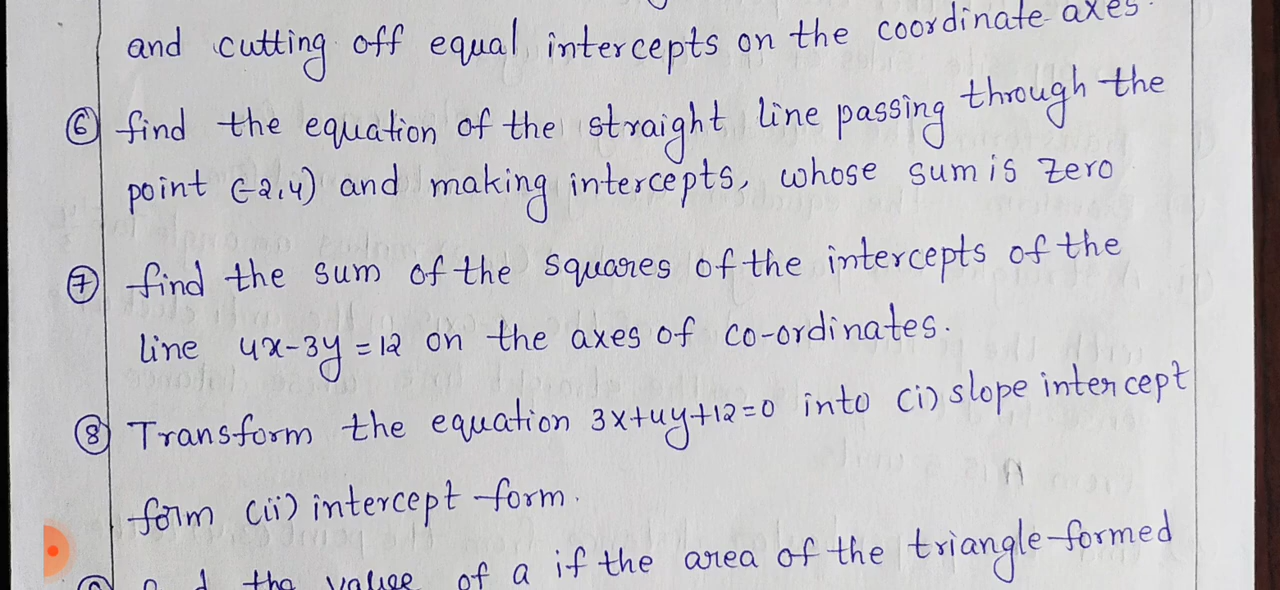 and cutting off equal intercepts on the coordinate axes.
⑥ find the equation of the straight line passing through the
point (-2,4) and making intercepts, whose sum is zero
⑦ find the sum of the squares of the intercepts of the
line 4x-3y=12 on the axes of co-ordinates.
⑧ Transform the equation 3x+4y+12=0 into (i) slope intercept
form (ii) intercept form.
the value of a if the area of the triangle formed